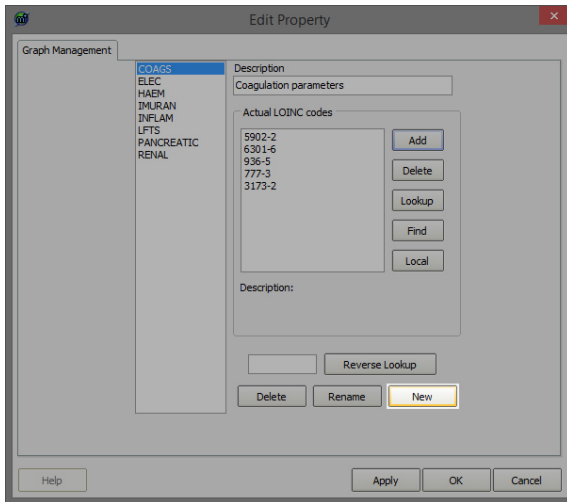 Edit Property
Graph Management
COAGS
ELEC
HAEM
IMURAN
INFLAM
LFTS
PANCREATIC
RENAL
Description
Coagulation parameters
Actual LOINC codes
5902-2
6301-6
936-5
777-3
3173-2
Add
Delete
Lookup
Find
Local
Description:
Reverse Lookup
Delete Rename New
Help Apply OK Cancel